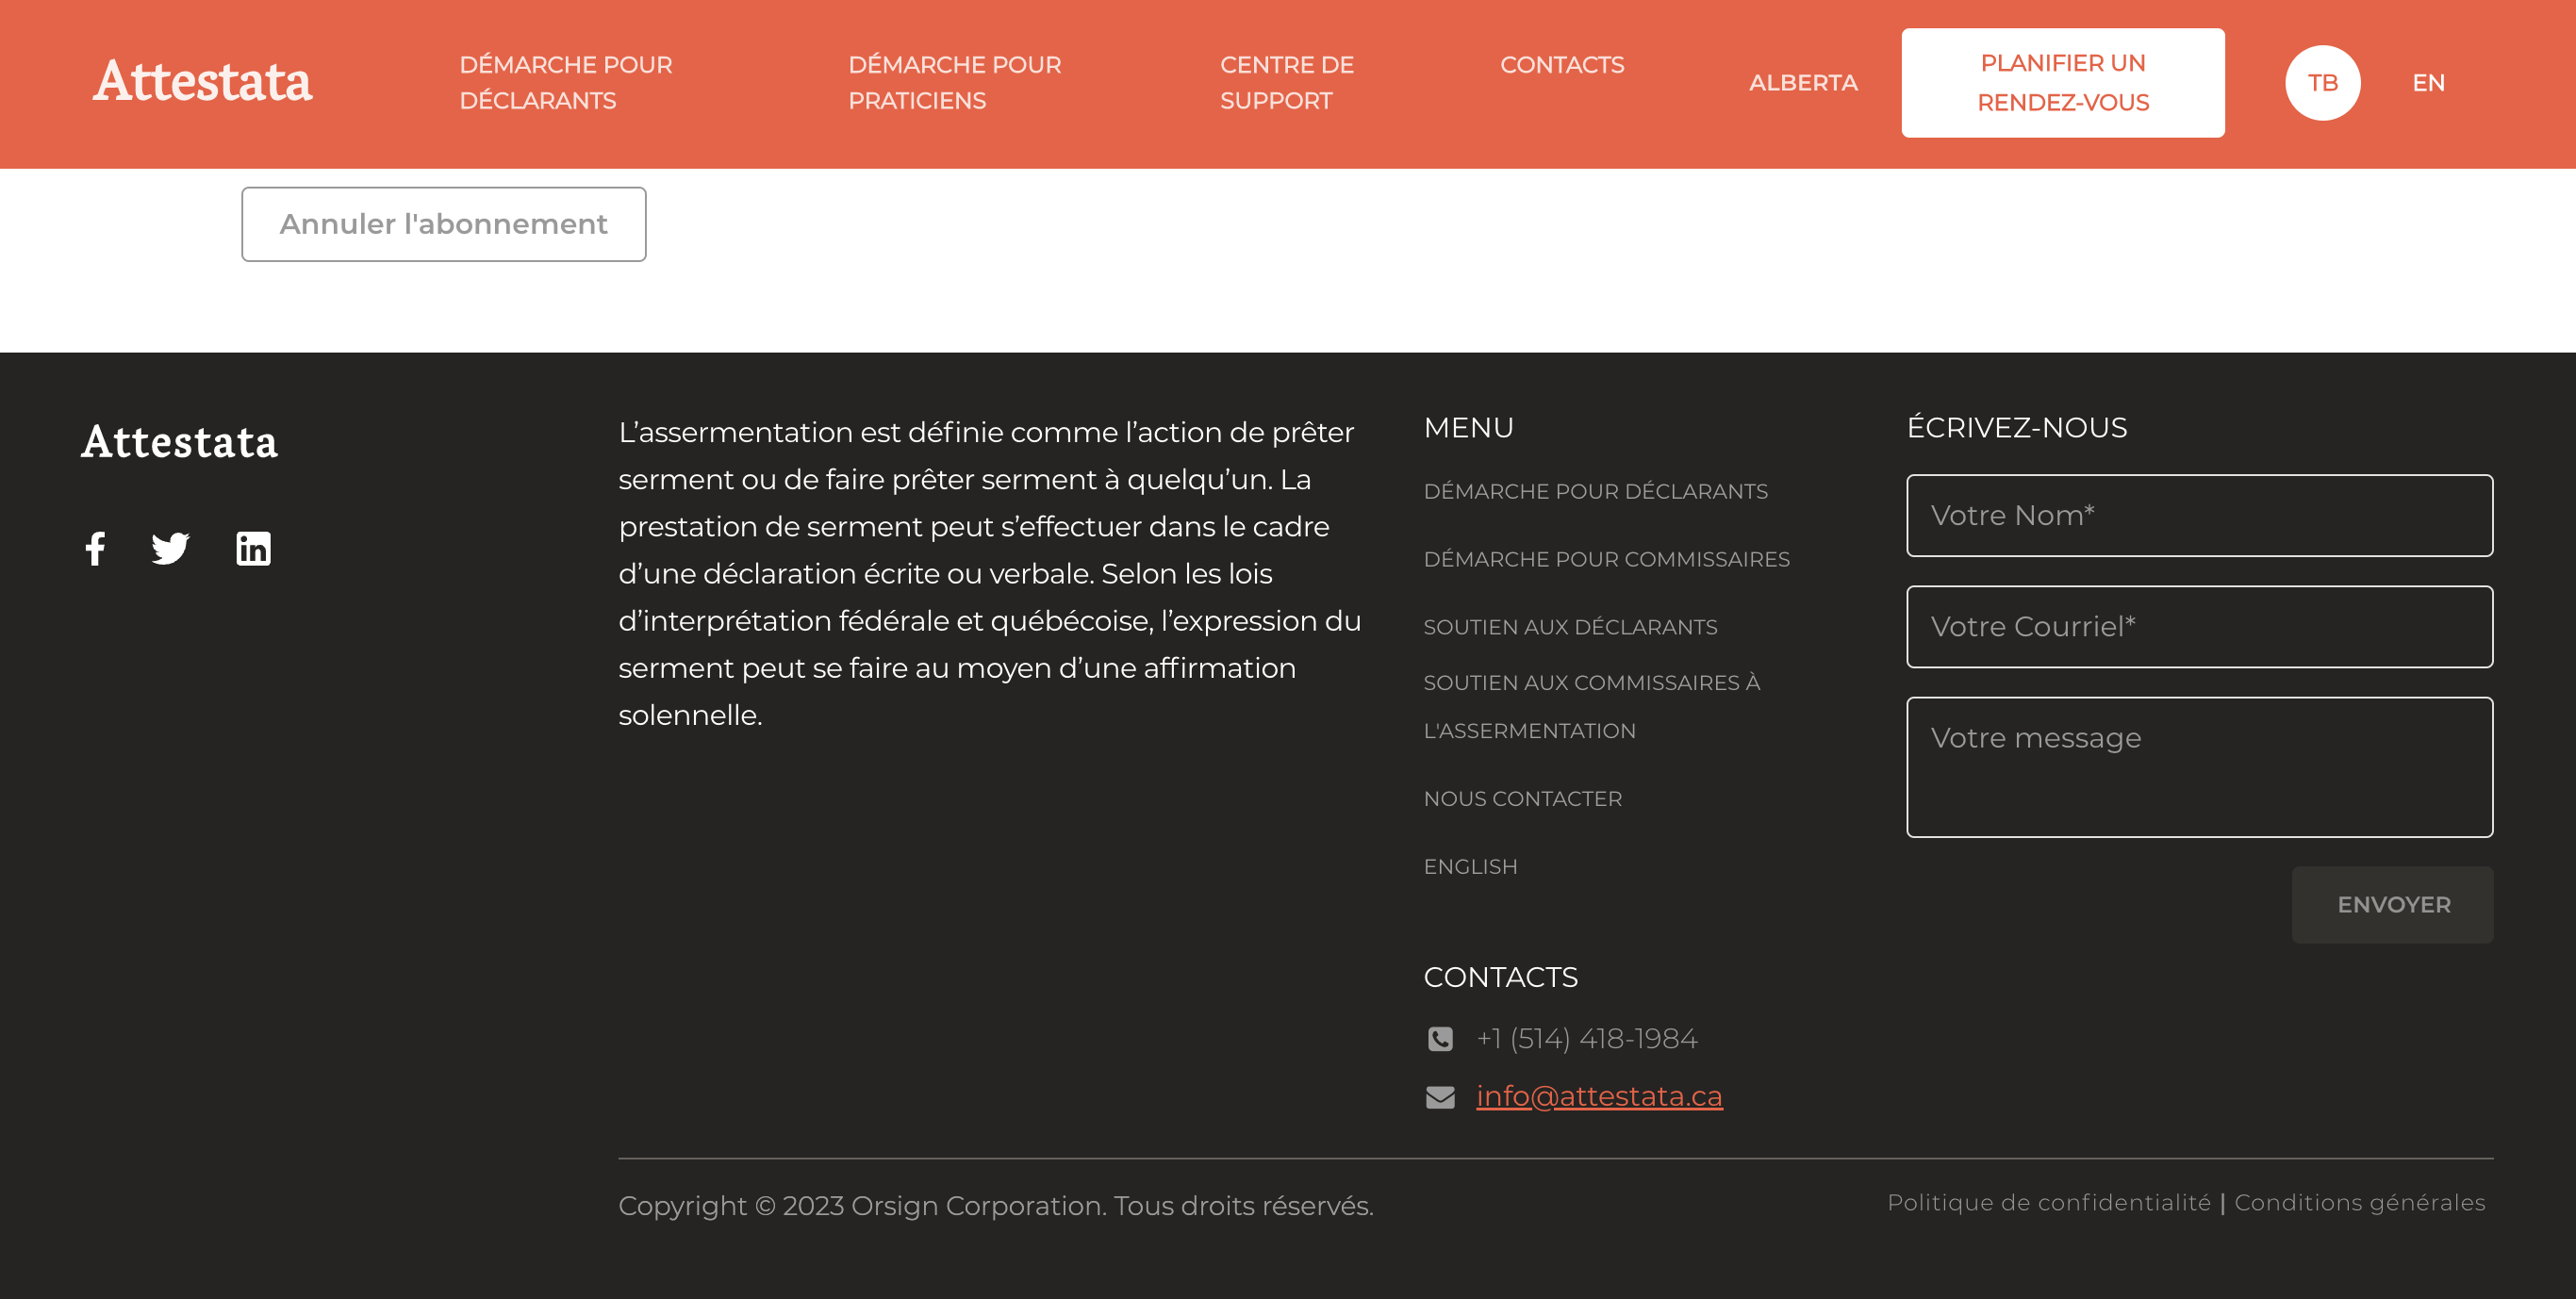 Attestata
DÉMARCHE POUR
DÉCLARANTS
DÉMARCHE POUR
PRATICIENS
CENTRE DE
SUPPORT
CONTACTS
ALBERTA
PLANIFIER UN
RENDEZ-VOUS
TB
EN
Annuler l'abonnement
Attestata
L’assermentation est définie comme l’action de prêter
serment ou de faire prêter serment à quelqu’un. La
prestation de serment peut s’effectuer dans le cadre
d’une déclaration écrite ou verbale. Selon les lois
d’interprétation fédérale et québécoise, l’expression du
serment peut se faire au moyen d’une affirmation
solennelle.
MENU
DÉMARCHE POUR DÉCLARANTS
DÉMARCHE POUR COMMISSAIRES
SOUTIEN AUX DÉCLARANTS
SOUTIEN AUX COMMISSAIRES À
L'ASSERMENTATION
NOUS CONTACTER
ENGLISH
CONTACTS
+1 (514) 418-1984
info@attestata.ca
ÉCRIVEZ-NOUS
Votre Nom*
Votre Courriel*
Votre message
ENVOYER
Copyright © 2023 Orsign Corporation. Tous droits réservés.
Politique de confidentialité | Conditions générales